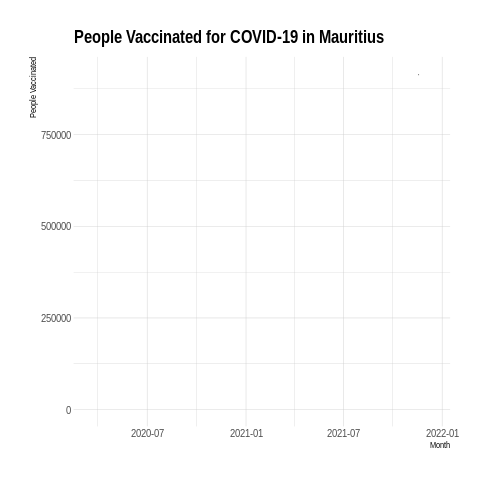 People Vaccinated for COVID-19 in Mauritius
People Vaccinated
750000
500000
250000
0
2020-07 2021-01 2021-07 2022-01
Month